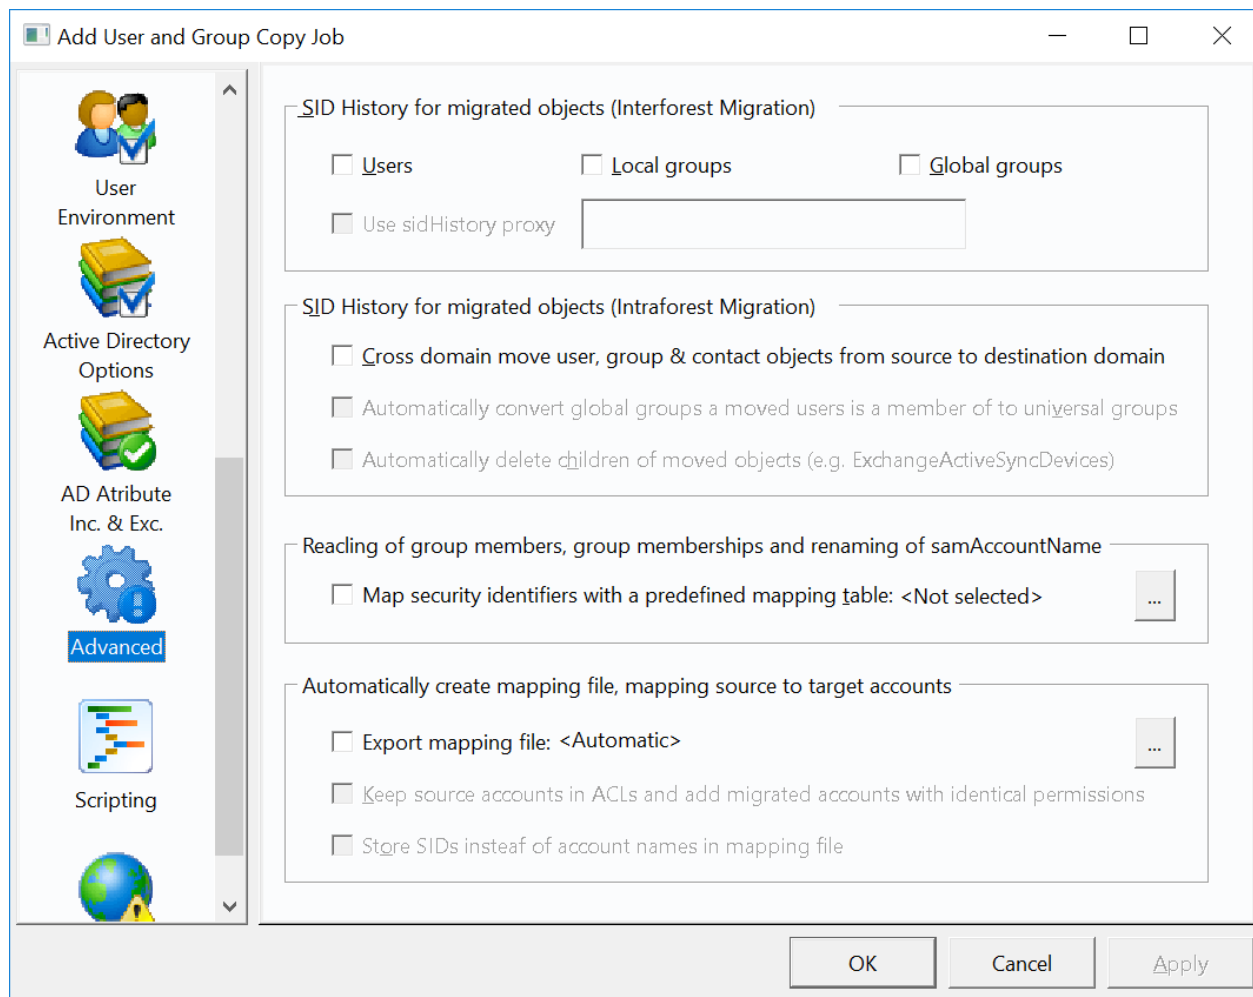 Add User and Group Copy Job
User
Environment
Active Directory
Options
AD Atribute
Inc. & Exc.
Advanced
Scripting
SID History for migrated objects (Interforest Migration)
Users
Local groups
Global groups
Use sidHistory proxy
SID History for migrated objects (Intraforest Migration)
Cross domain move user, group & contact objects from source to destination domain
Automatically convert global groups a moved users is a member of to universal groups
Automatically delete children of moved objects (e.g. ExchangeActiveSyncDevices)
Reacling of group members, group memberships and renaming of samAccountName
Map security identifiers with a predefined mapping table: <Not selected>
...
Automatically create mapping file, mapping source to target accounts
Export mapping file: <Automatic>
...
Keep source accounts in ACLs and add migrated accounts with identical permissions
Store SIDs insteaf of account names in mapping file
OK
Cancel
Apply